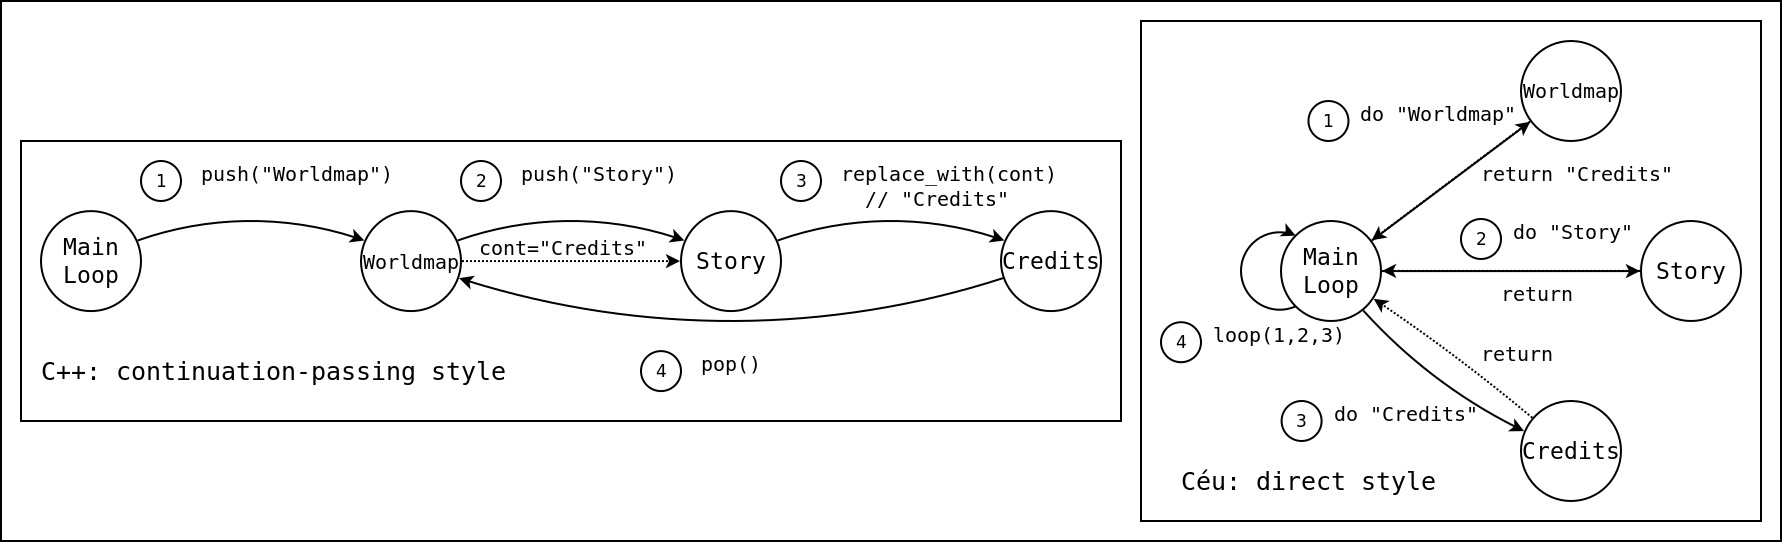 1 push("Worldmap")
2 push("Story")
3 replace_with(cont)
// "Credits"
Main
Loop
Worldmap
cont="Credits"
Story
Credits
4 pop()
C++: continuation-passing style
Worldmap
1 do "Worldmap"
return "Credits"
2 do "Story"
Main
Loop
Story
return
4 loop(1,2,3)
return
3 do "Credits"
Credits
Céu: direct style